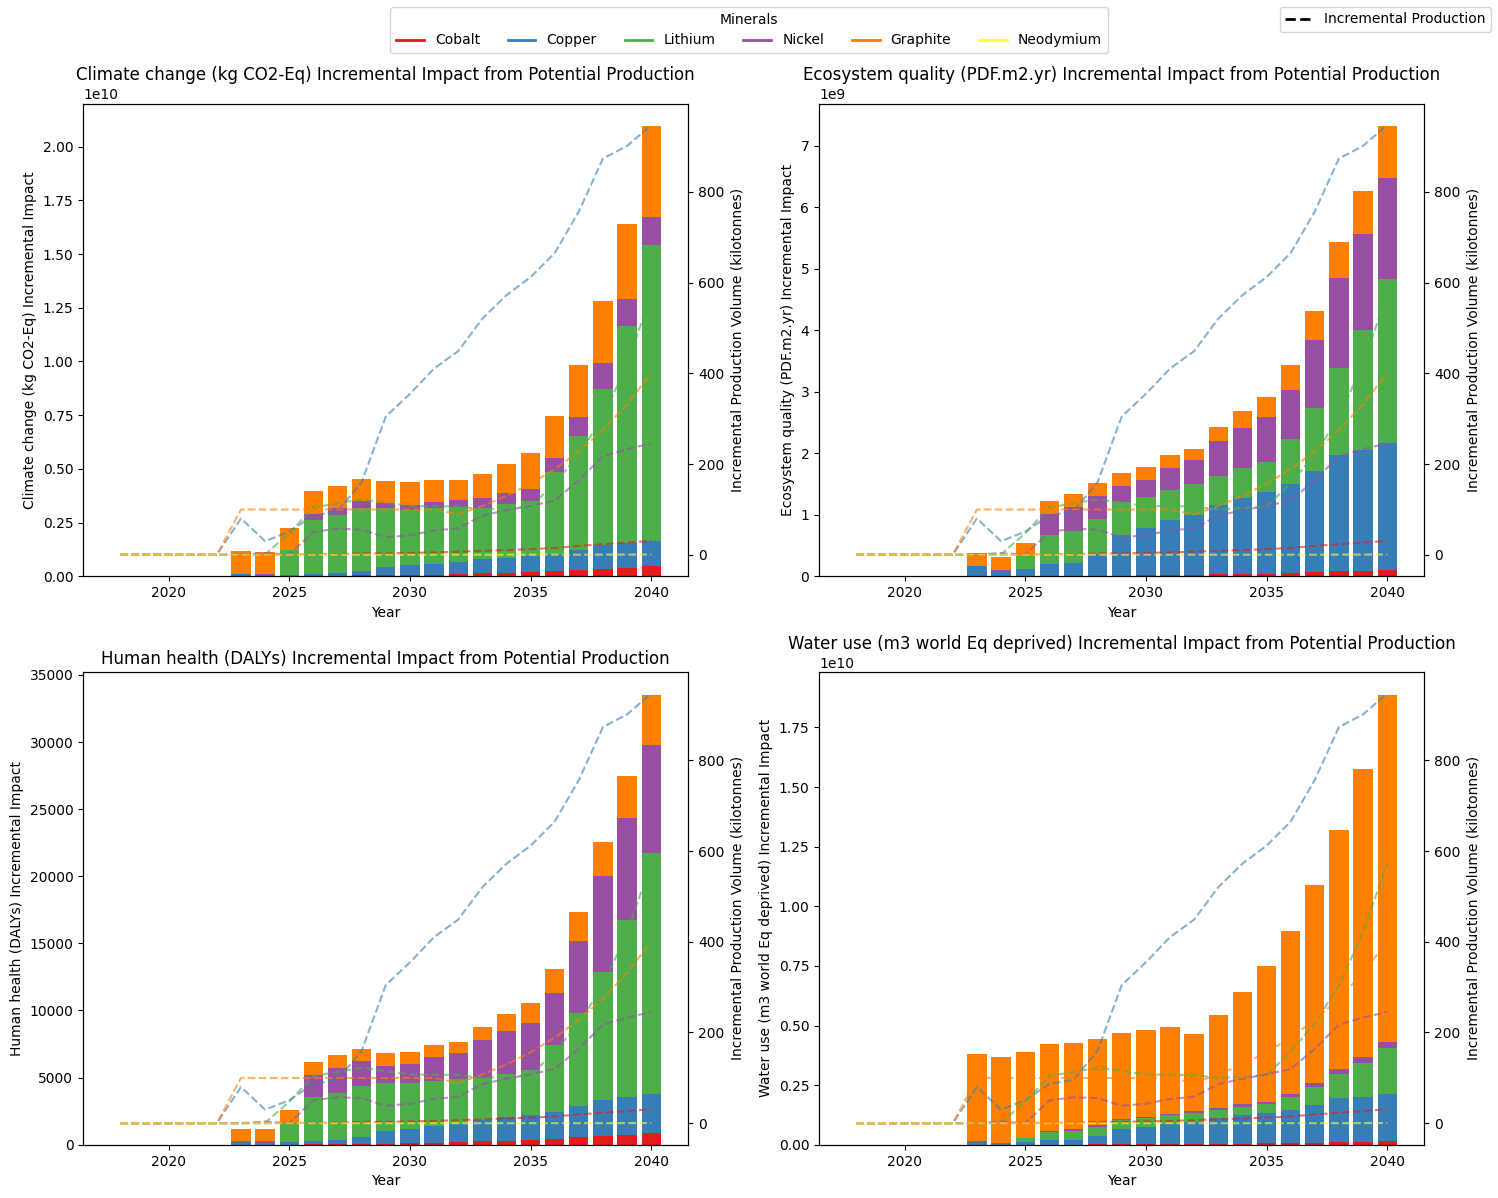 Minerals
Cobalt Copper Lithium Nickel Graphite Neodymium
Incremental Production
Climate change (kg CO2-Eq) Incremental Impact from Potential Production
1e10
Climate change (kg CO2-Eq) Incremental Impact
2.00
1.75
1.50
1.25
1.00
0.75
0.50
0.25
0.00
2020 2025 2030 2035 2040
Year
800
600
400
200
0
Incremental Production Volume (kilotonnes)
Ecosystem quality (PDF.m2.yr) Incremental Impact from Potential Production
1e9
Ecosystem quality (PDF.m2.yr) Incremental Impact
7
6
5
4
3
2
1
0
2020 2025 2030 2035 2040
Year
800
600
400
200
0
Incremental Production Volume (kilotonnes)
Human health (DALYs) Incremental Impact from Potential Production
Human health (DALYs) Incremental Impact
35000
30000
25000
20000
15000
10000
5000
0
2020 2025 2030 2035 2040
Year
800
600
400
200
0
Incremental Production Volume (kilotonnes)
Water use (m3 world Eq deprived) Incremental Impact from Potential Production
1e10
Water use (m3 world Eq deprived) Incremental Impact
1.75
1.50
1.25
1.00
0.75
0.50
0.25
0.00
2020 2025 2030 2035 2040
Year
800
600
400
200
0
Incremental Production Volume (kilotonnes)